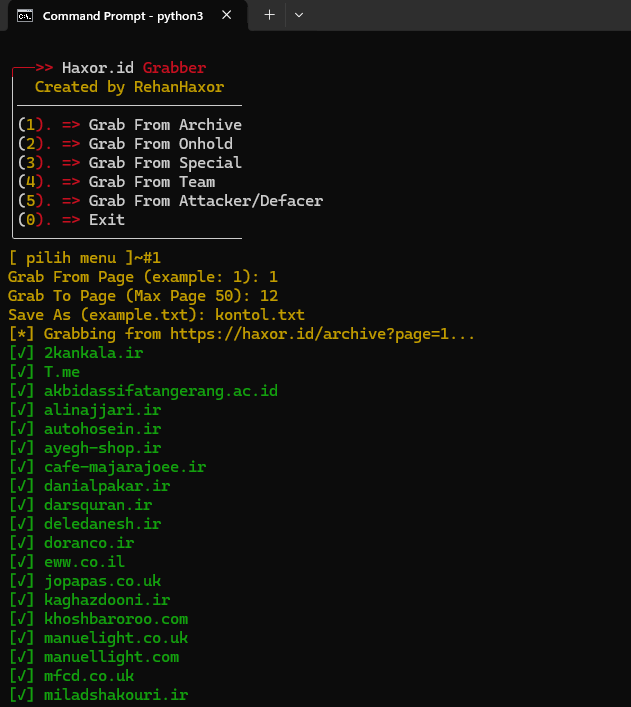 Command Prompt - python3
>> Haxor.id Grabber
Created by RehanHaxor
(1). => Grab From Archive
(2). => Grab From Onhold
(3). => Grab From Special
(4). => Grab From Team
(5). => Grab From Attacker/Defacer
(0). => Exit
[ pilih menu ]~#1
Grab From Page (example: 1): 1
Grab To Page (Max Page 50): 12
Save As (example.txt): kontol.txt
[*] Grabbing from https://haxor.id/archive?page=1...
[√] 2kankala.ir
[√] T.me
[√] akbidassifatangerang.ac.id
[√] alinajjari.ir
[√] autohosein.ir
[√] ayegh-shop.ir
[√] cafe-majarajoee.ir
[√] danialpakar.ir
[√] darsquran.ir
[√] deledanesh.ir
[√] doranco.ir
[√] eww.co.il
[√] jopapas.co.uk
[√] kaghazdooni.ir
[√] khoshbaroroo.com
[√] manuelight.co.uk
[√] manuellight.com
[√] mfcd.co.uk
[√] miladshakouri.ir